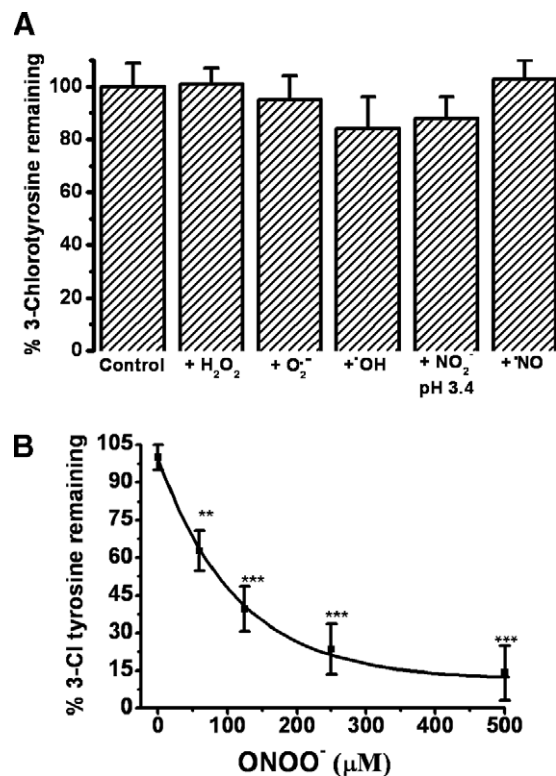 A
% 3-Chlorotyrosine remaining
100
80
60
40
20
Control + H₂O₂ + O₂·⁻ +·OH + NO₂⁻ +·NO
pH 3.4
B
% 3-Cl tyrosine remaining
105
90
75
60
45
30
15
0
**
***
***
***
0 100 200 300 400 500
ONOO⁻ (μM)